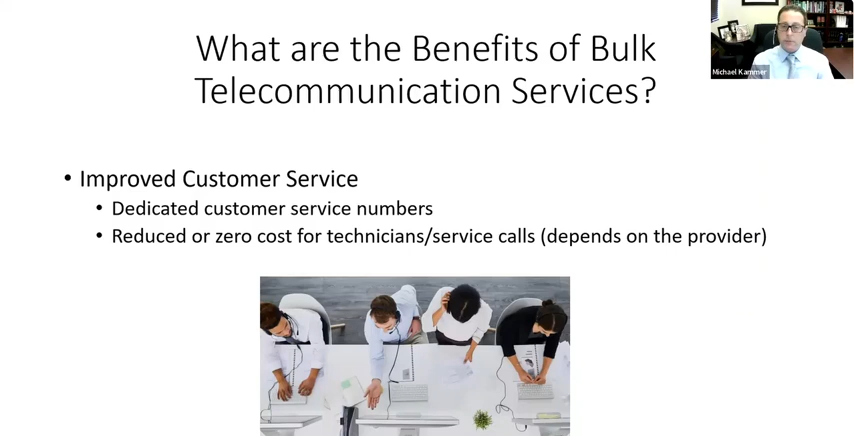 What are the Benefits of Bulk
Telecommunication Services?
Michael Kammer
• Improved Customer Service
• Dedicated customer service numbers
• Reduced or zero cost for technicians/service calls (depends on the provider)